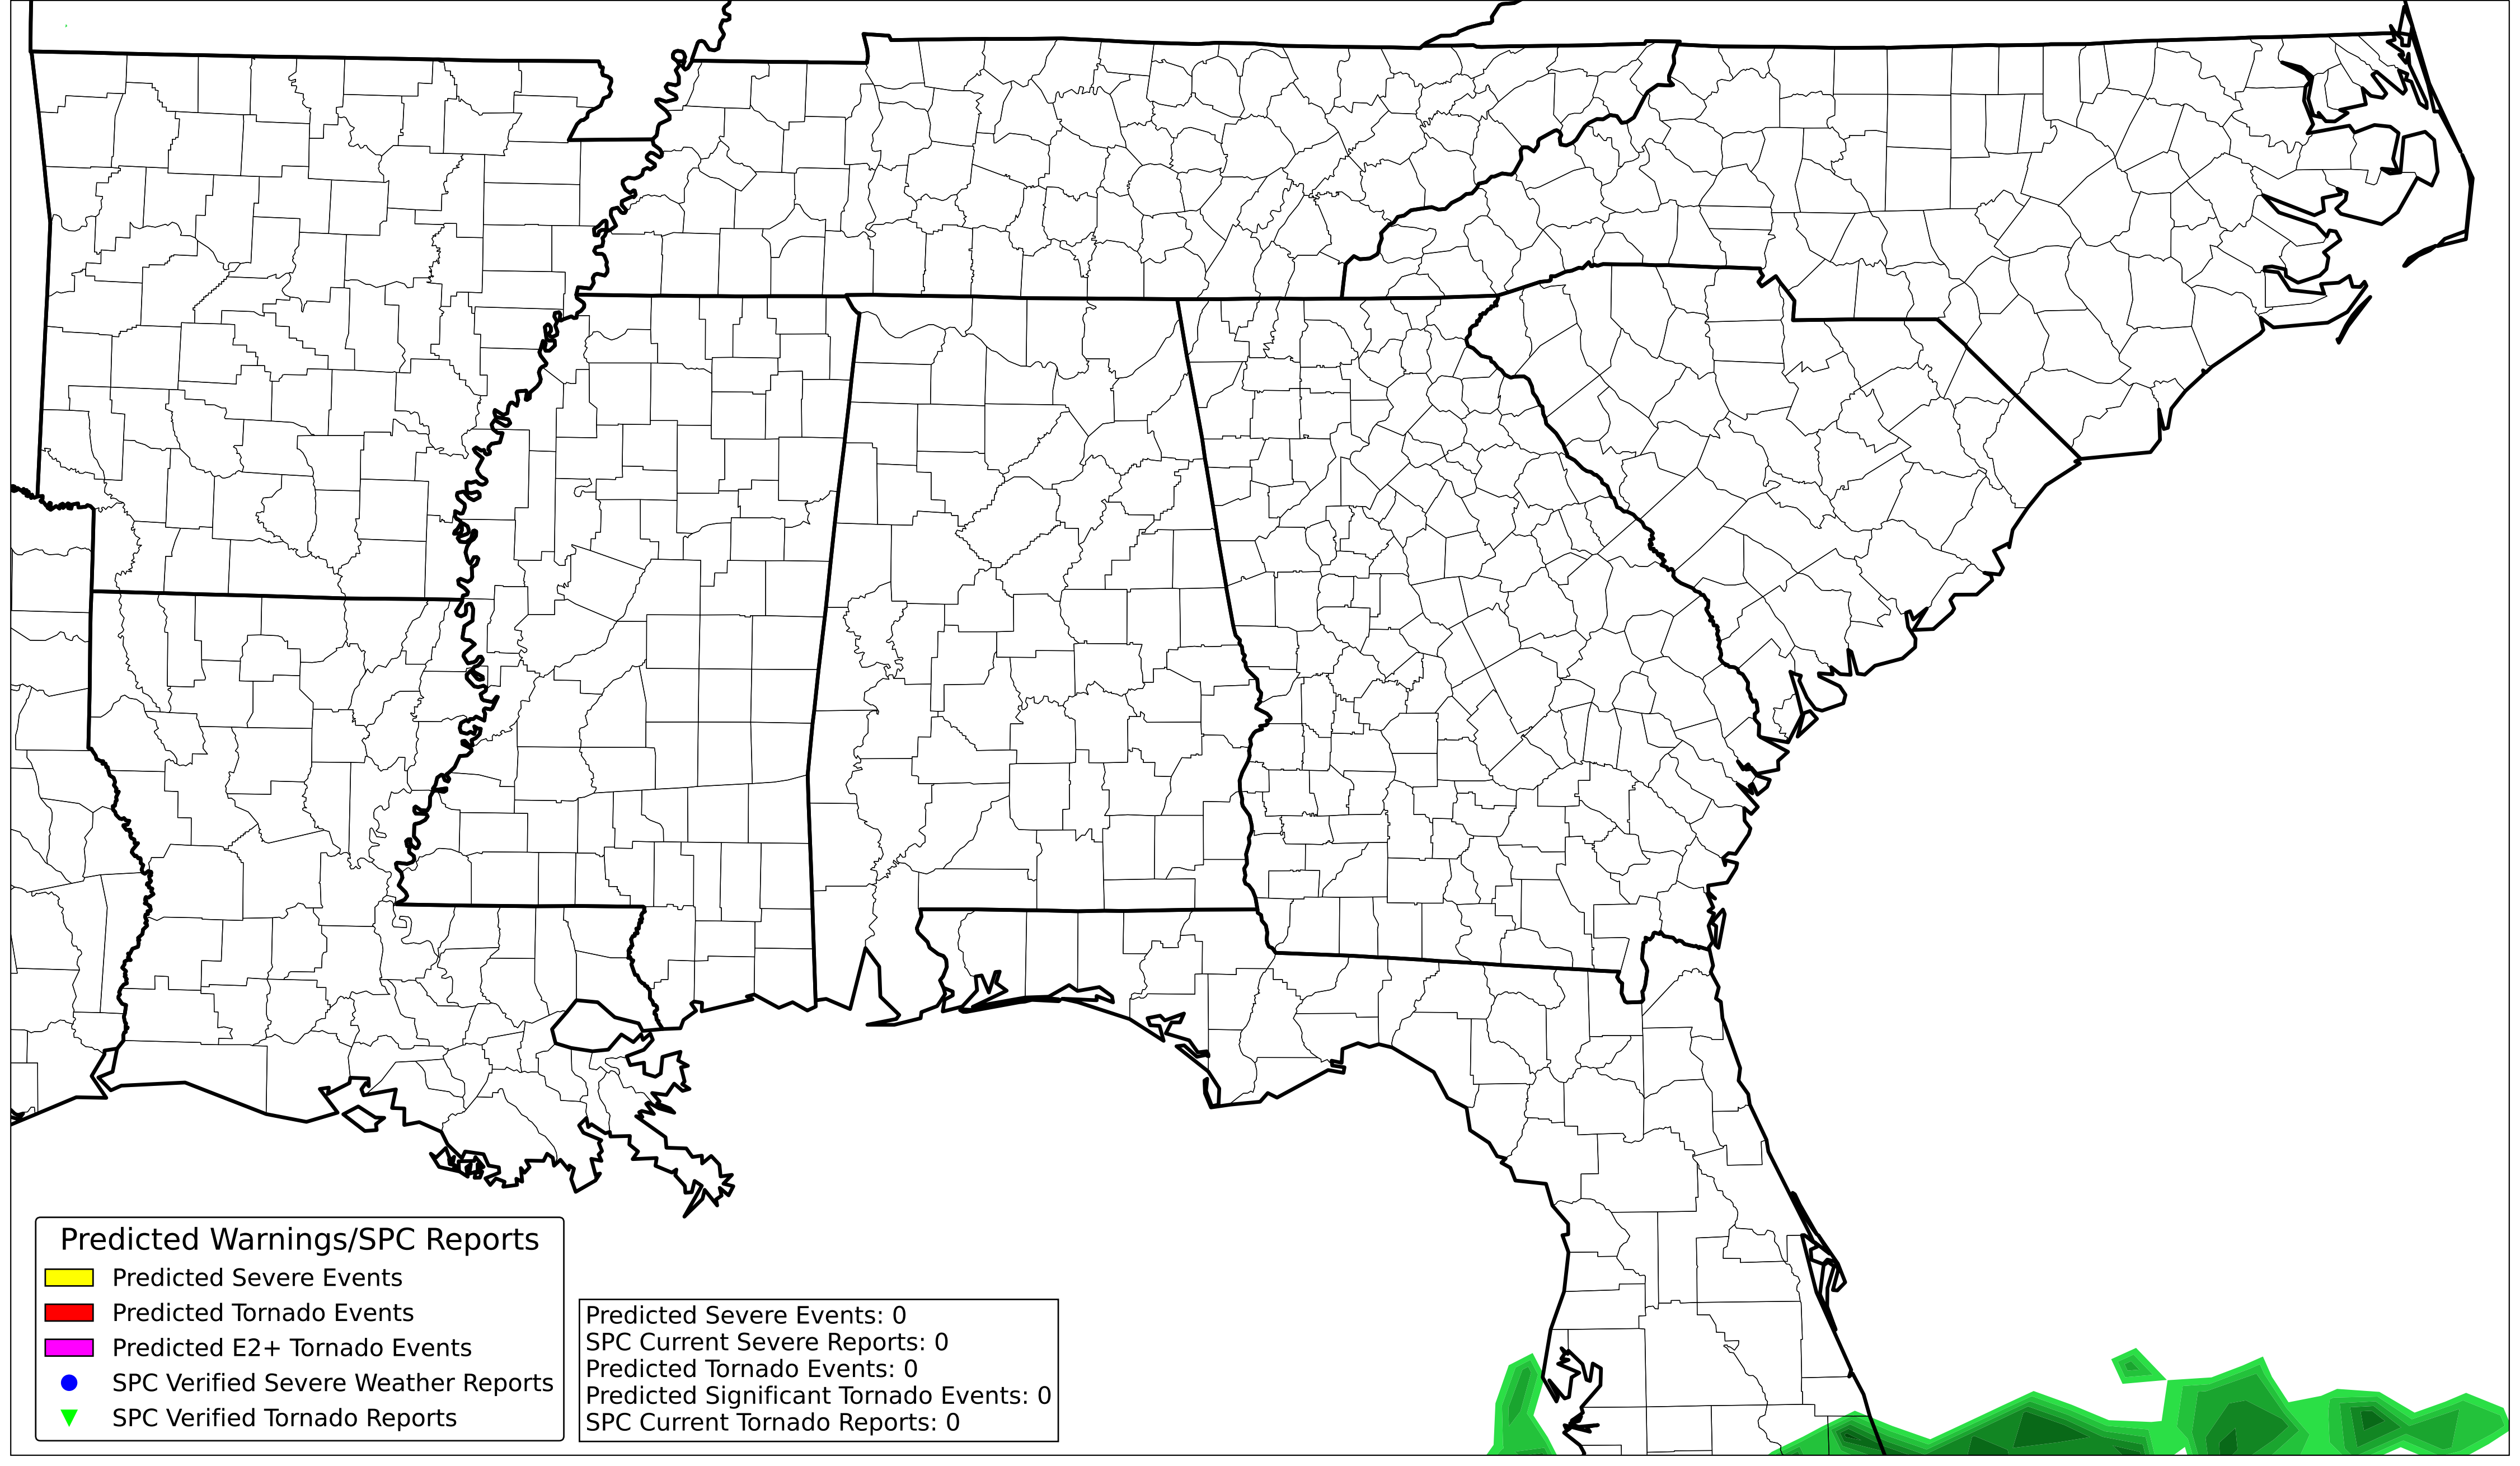 Predicted Warnings/SPC Reports
Predicted Severe Events
Predicted Tornado Events
Predicted E2+ Tornado Events
SPC Verified Severe Weather Reports
SPC Verified Tornado Reports
Predicted Severe Events: 0
SPC Current Severe Reports: 0
Predicted Tornado Events: 0
Predicted Significant Tornado Events: 0
SPC Current Tornado Reports: 0